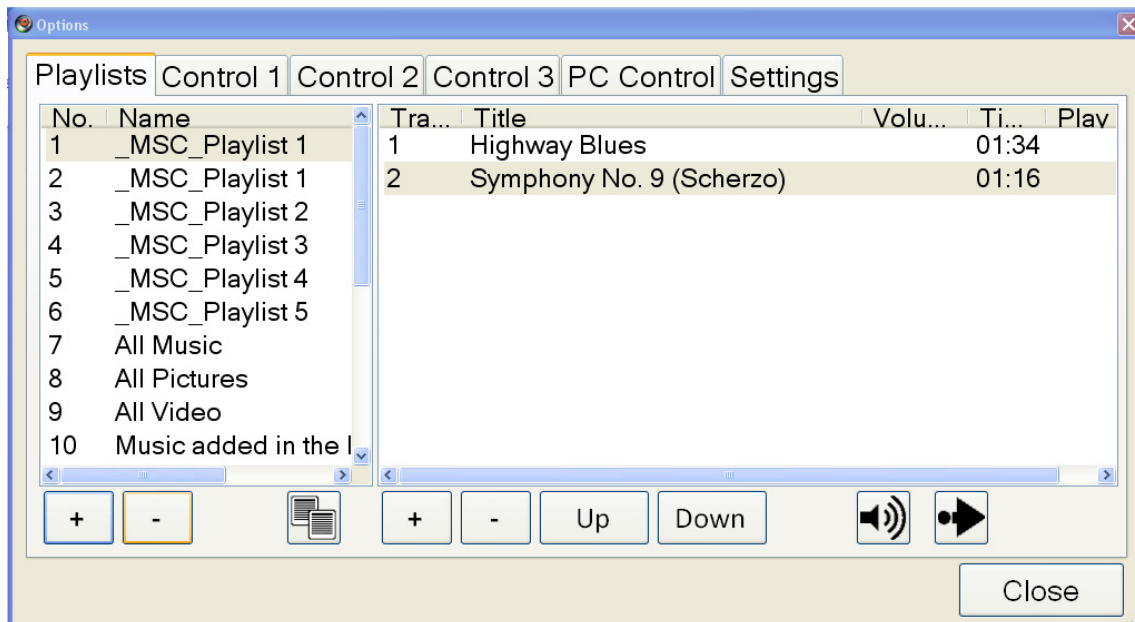 Options
Playlists Control 1 Control 2 Control 3 PC Control Settings
No. Name Tra... Title Volu... Ti... Play
1 _MSC_Playlist 1 1 Highway Blues 01:34
2 _MSC_Playlist 1 2 Symphony No. 9 (Scherzo) 01:16
3 _MSC_Playlist 2
4 _MSC_Playlist 3
5 _MSC_Playlist 4
6 _MSC_Playlist 5
7 All Music
8 All Pictures
9 All Video
10 Music added in the
+ - + - Up Down
Close